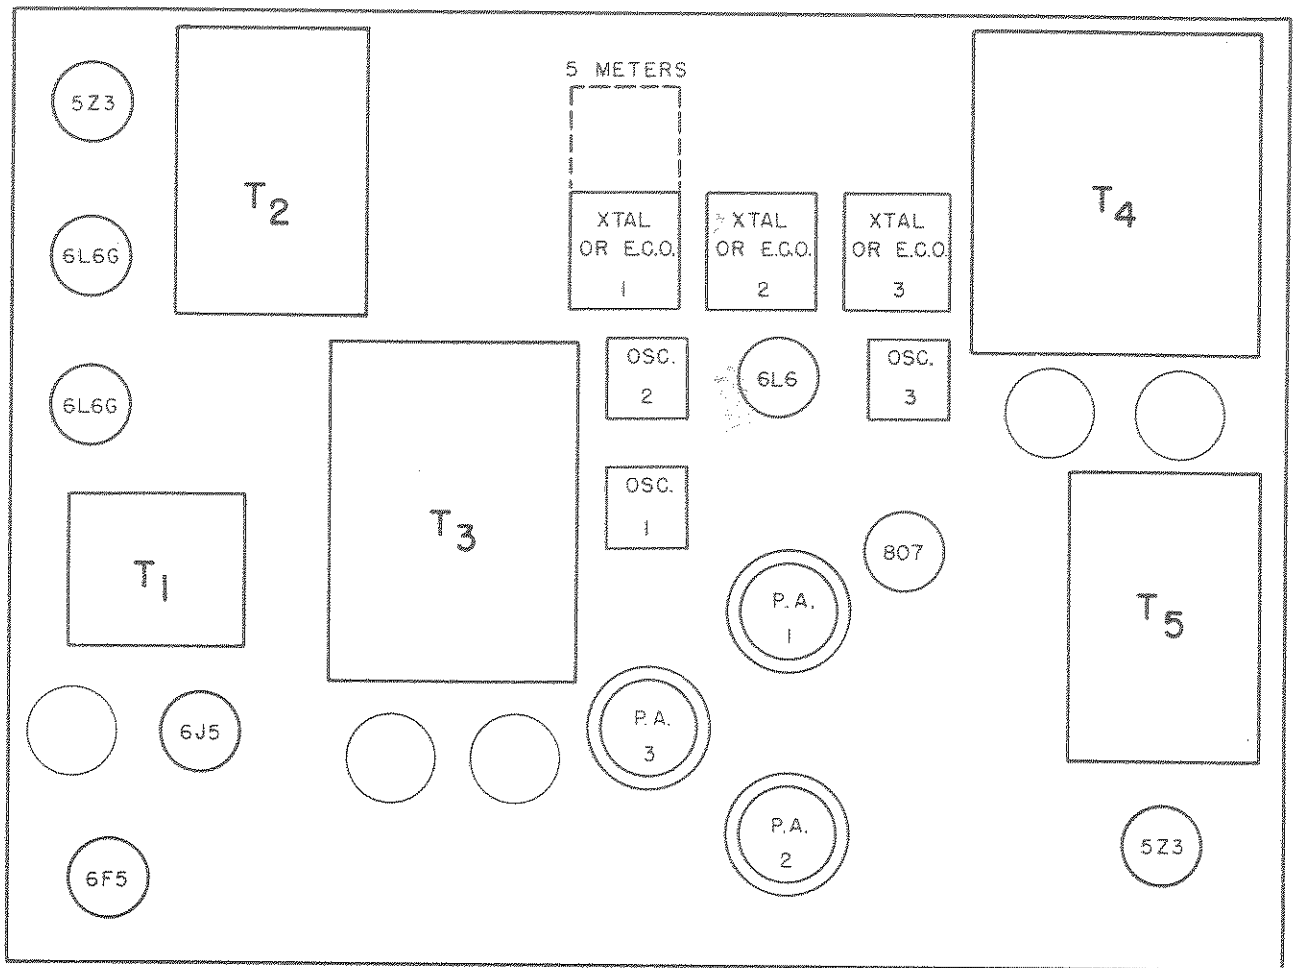 5 METERS
5Z3
T2
T4
XTAL
OR E.C.O.
1
XTAL
OR E.C.O.
2
XTAL
OR E.C.O.
3
6L6G
OSC.
2
6L6
OSC.
3
6L6G
T3
OSC.
1
807
T1
P.A.
1
T5
6J5
P.A.
3
P.A.
2
5Z3
6F5